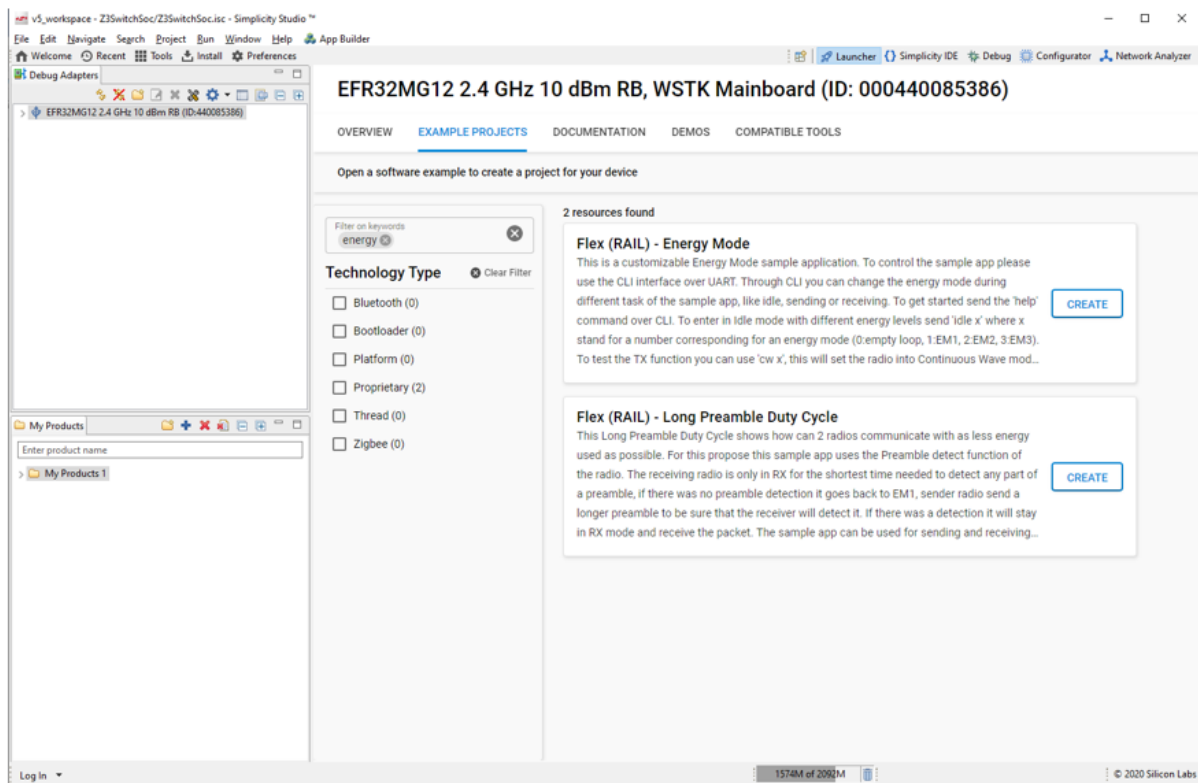 v5_workspace - Z3SwitchSoc/Z3SwitchSoc.isc - Simplicity Studio ™
File Edit Navigate Search Project Run Window Help App Builder
Welcome Recent Tools Install Preferences
Launcher {} Simplicity IDE Debug Configurator Network Analyzer
Debug Adapters
EFR32MG12 2.4 GHz 10 dBm RB (ID:440085386)
EFR32MG12 2.4 GHz 10 dBm RB, WSTK Mainboard (ID: 000440085386)
OVERVIEW EXAMPLE PROJECTS DOCUMENTATION DEMOS COMPATIBLE TOOLS
Open a software example to create a project for your device
Filter on keywords
energy
Technology Type Clear Filter
Bluetooth (0)
Bootloader (0)
Platform (0)
Proprietary (2)
Thread (0)
Zigbee (0)
2 resources found
Flex (RAIL) - Energy Mode
This is a customizable Energy Mode sample application. To control the sample app please
use the CLI interface over UART. Through CLI you can change the energy mode during
different task of the sample app, like idle, sending or receiving. To get started send the 'help'
command over CLI. To enter in Idle mode with different energy levels send 'idle x' where x
stand for a number corresponding for an energy mode (0:empty loop, 1:EM1, 2:EM2, 3:EM3).
To test the TX function you can use 'cw x', this will set the radio into Continuous Wave mod...
CREATE
Flex (RAIL) - Long Preamble Duty Cycle
This Long Preamble Duty Cycle shows how can 2 radios communicate with as less energy
used as possible. For this propose this sample app uses the Preamble detect function of
the radio. The receiving radio is only in RX for the shortest time needed to detect any part of
a preamble, if there was no preamble detection it goes back to EM1, sender radio send a
longer preamble to be sure that the receiver will detect it. If there was a detection it will stay
in RX mode and receive the packet. The sample app can be used for sending and receiving...
CREATE
My Products
Enter product name
My Products 1
Log In
1574M of 2092M
© 2020 Silicon Labs